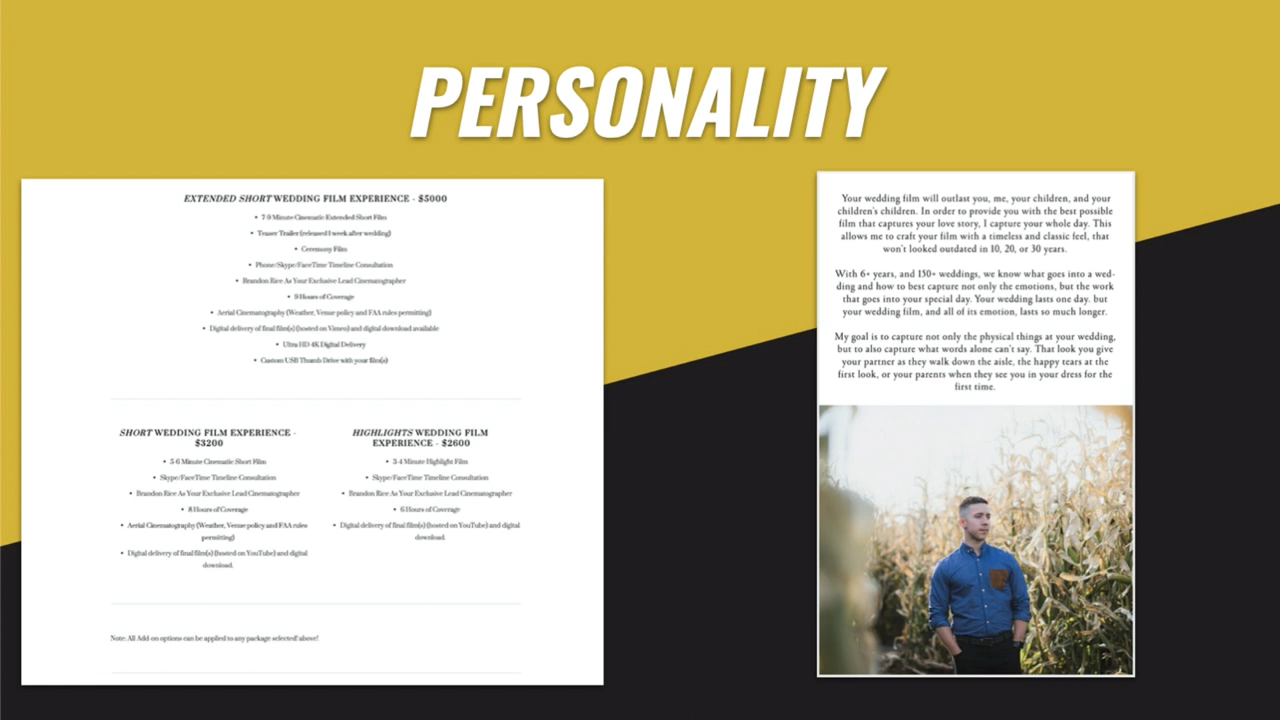 PERSONALITY
EXTENDED SHORT WEDDING FILM EXPERIENCE - $5000
• 7-9 Minute Cinematic Extended Short Film
• Teaser Trailer (released 1 week after wedding)
• Ceremony Film
• Phone/Skype/FaceTime Timeline Consultation
• Brandon Rice As Your Exclusive Lead Cinematographer
• 9 Hours of Coverage
• Aerial Cinematography (Weather, Venue policy and FAA rules permitting)
• Digital delivery of final film(s) (hosted on Vimeo) and digital download available
• Ultra HD 4K Digital Delivery
• Custom USB Thumb Drive with your film(s)
SHORT WEDDING FILM EXPERIENCE -
$3200
• 5-6 Minute Cinematic Short Film
• Skype/FaceTime Timeline Consultation
• Brandon Rice As Your Exclusive Lead Cinematographer
• 8 Hours of Coverage
• Aerial Cinematography (Weather, Venue policy and FAA rules
permitting)
• Digital delivery of final film(s) (hosted on YouTube) and digital
download.
HIGHLIGHTS WEDDING FILM
EXPERIENCE - $2600
• 3-4 Minute Highlight Film
• Skype/FaceTime Timeline Consultation
• Brandon Rice As Your Exclusive Lead Cinematographer
• 6 Hours of Coverage
• Digital delivery of final film(s) (hosted on YouTube) and digital
download.
Note: All Add-on options can be applied to any package selected above!
Your wedding film will outlast you, me, your children, and your
children's children. In order to provide you with the best possible
film that captures your love story, I capture your whole day. This
allows me to craft your film with a timeless and classic feel, that
won't looked outdated in 10, 20, or 30 years.
With 6+ years, and 150+ weddings, we know what goes into a wed-
ding and how to best capture not only the emotions, but the work
that goes into your special day. Your wedding lasts one day. but
your wedding film, and all of its emotion, lasts so much longer.
My goal is to capture not only the physical things at your wedding,
but to also capture what words alone can't say. That look you give
your partner as they walk down the aisle, the happy tears at the
first look, or your parents when they see you in your dress for the
first time.